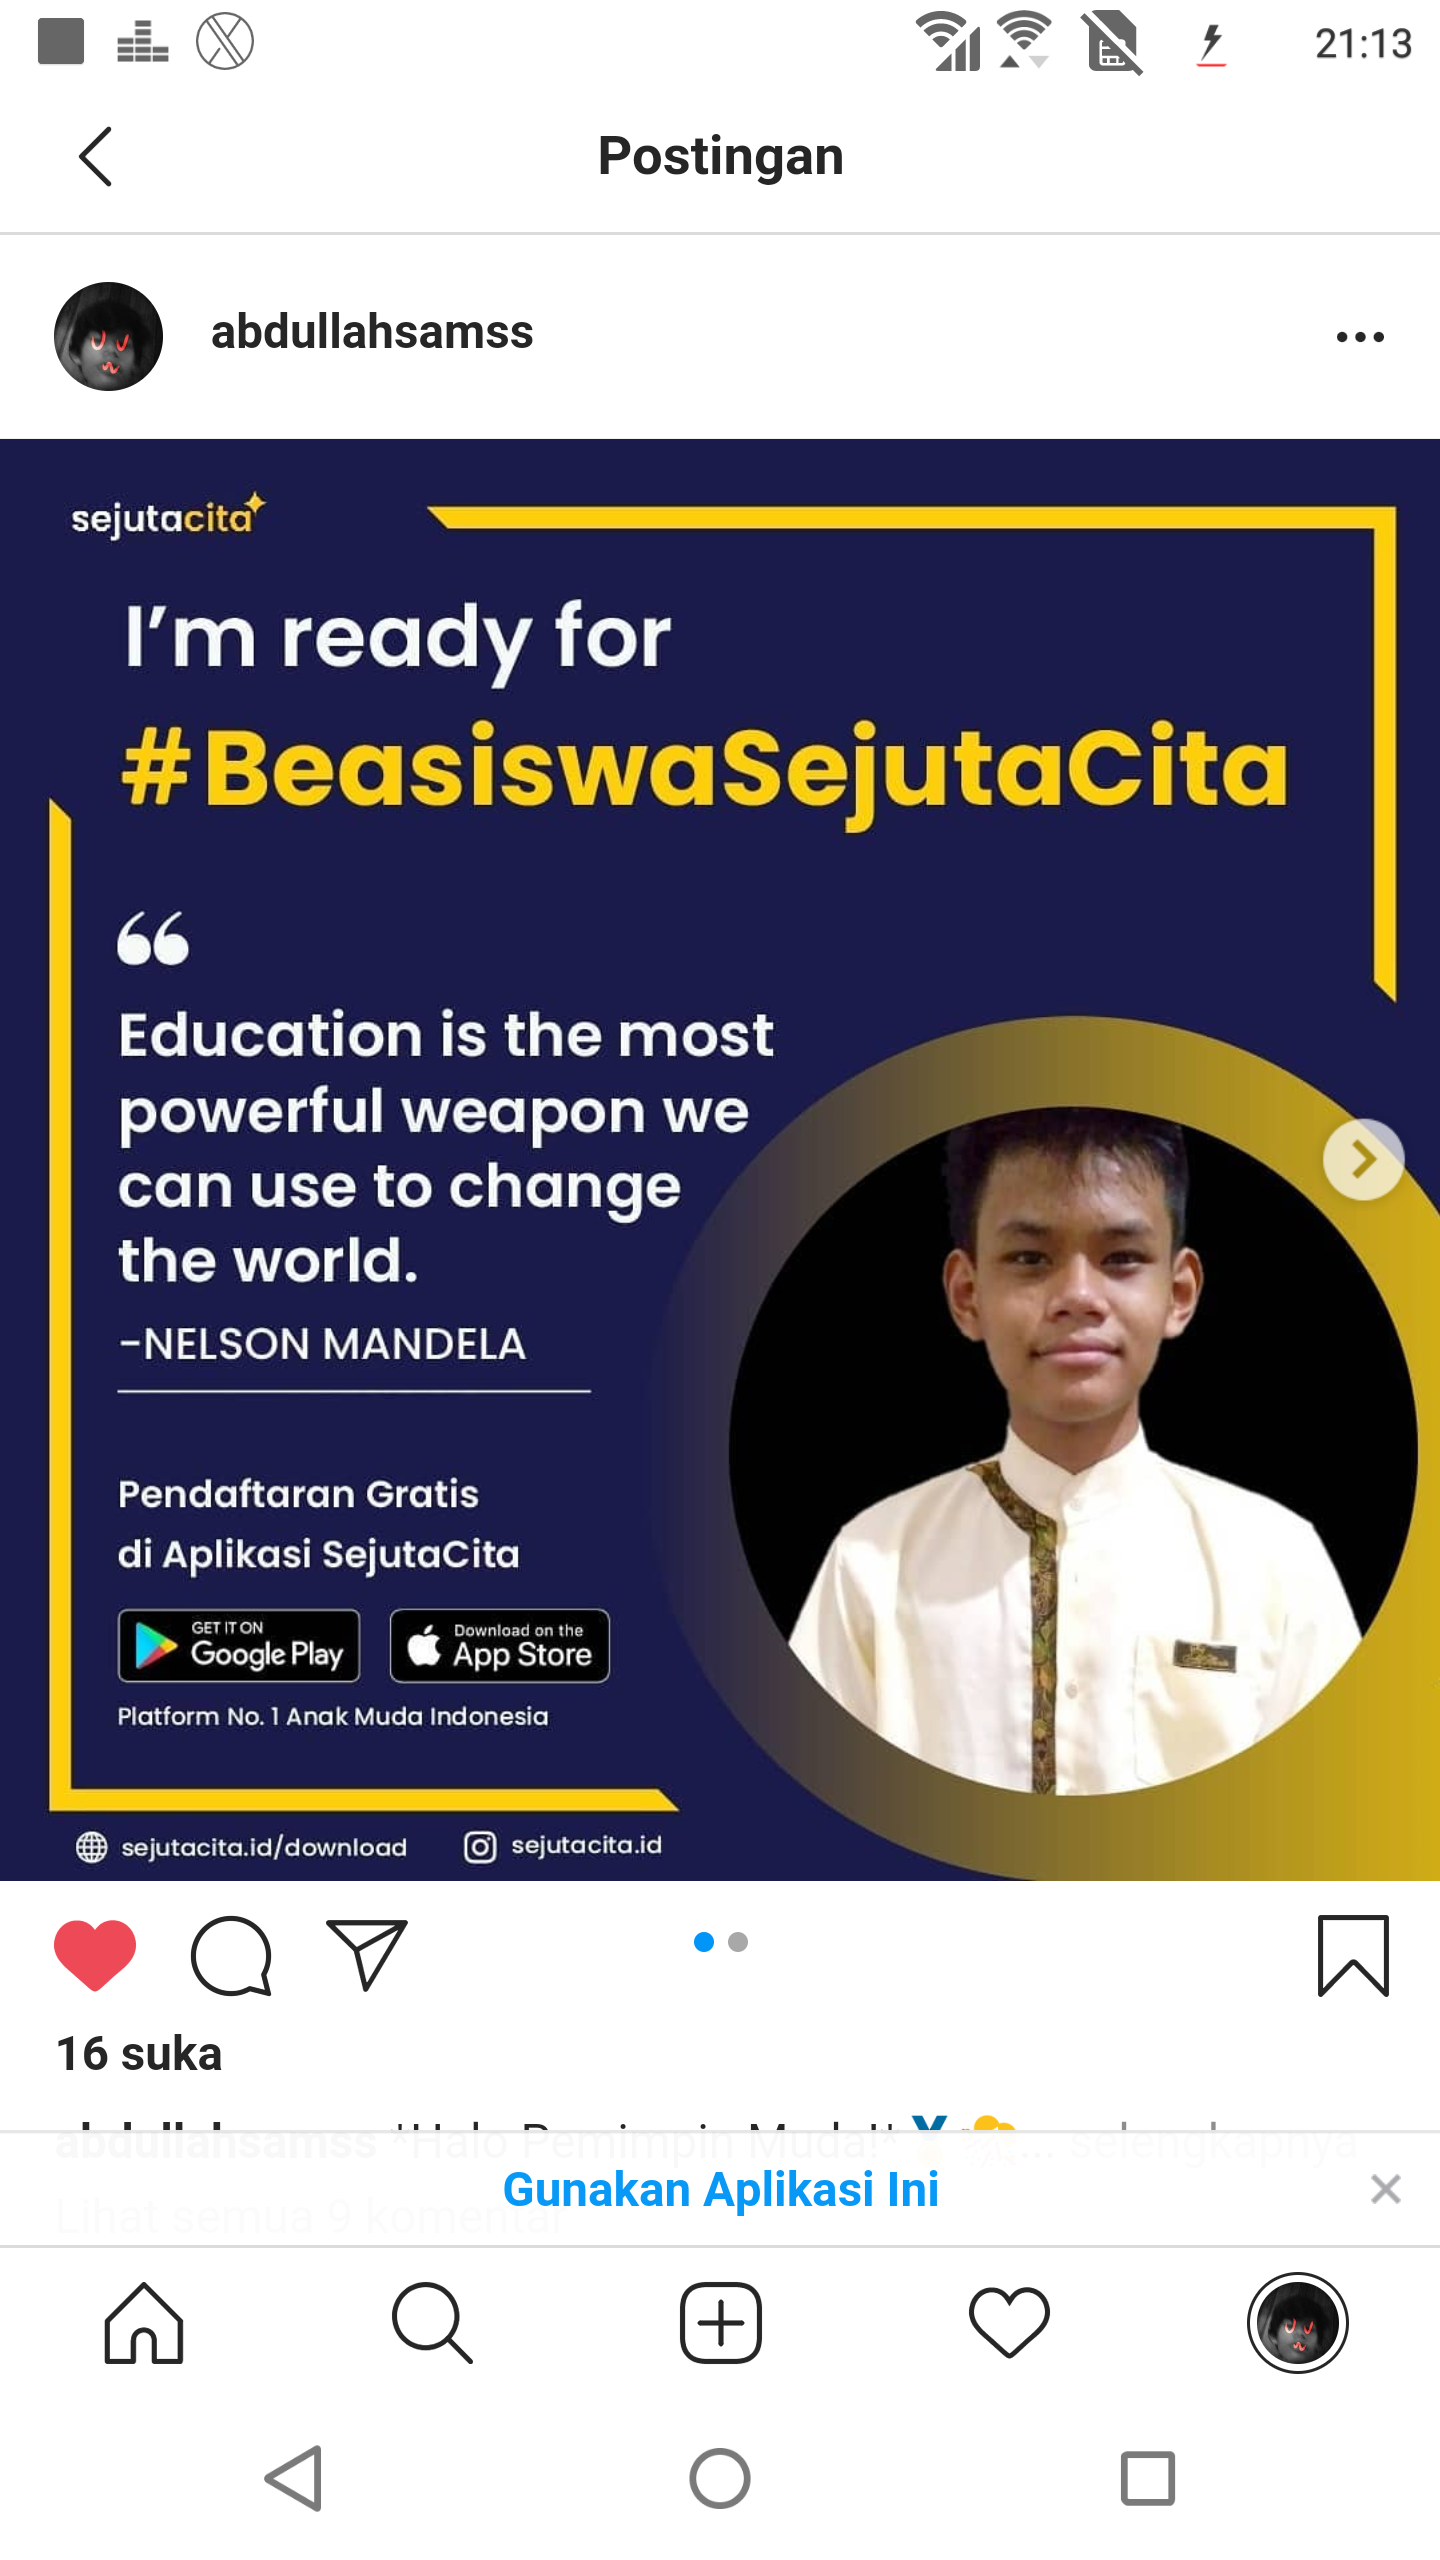 21:13
Postingan
abdullahsamss
sejutacita
I'm ready for
#BeasiswaSejutaCita
“
Education is the most
powerful weapon we
can use to change
the world.
-NELSON MANDELA
Pendaftaran Gratis
di Aplikasi SejutaCita
GET IT ON
Google Play
Download on the
App Store
Platform No. 1 Anak Muda Indonesia
sejutacita.id/download
sejutacita.id
16 suka
abdullahsamss *Halo Pemimpin Muda!* ... selengkapnya
Lihat semua 9 komentar
Gunakan Aplikasi Ini